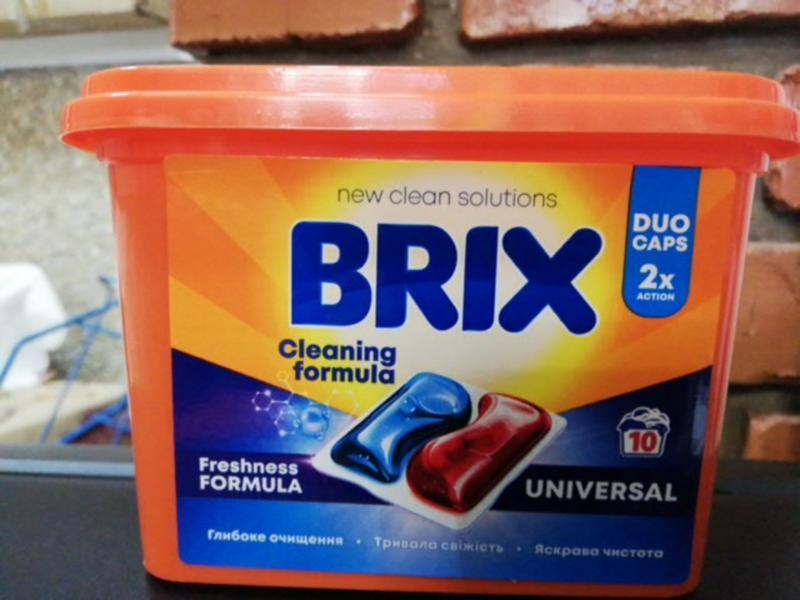 new clean solutions
BRIX
DUO
CAPS
2x
ACTION
Cleaning
formula
10
Freshness
FORMULA
UNIVERSAL
Глибоке очищення • Тривала свіжість • Яскрава чистота